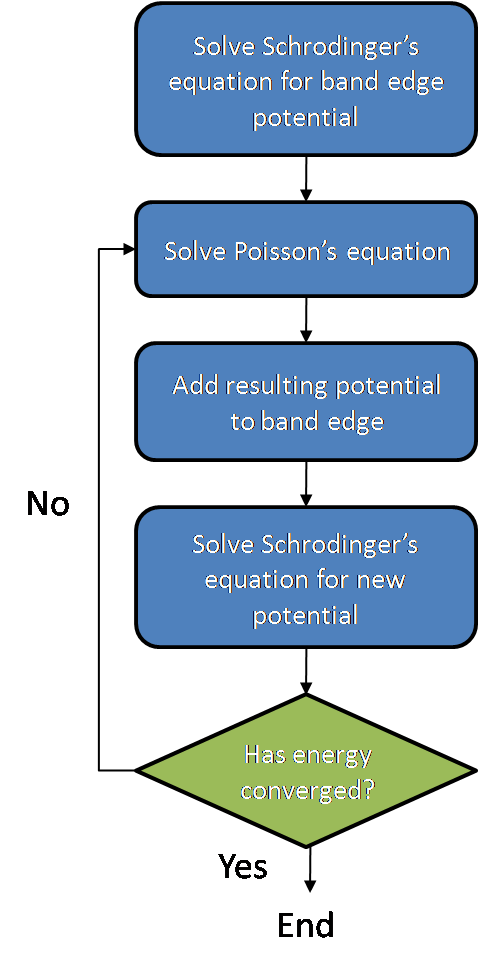 Solve Schrodinger's
equation for band edge
potential
Solve Poisson's equation
Add resulting potential
to band edge
No
Solve Schrodinger's
equation for new
potential
Has energy
converged?
Yes
End